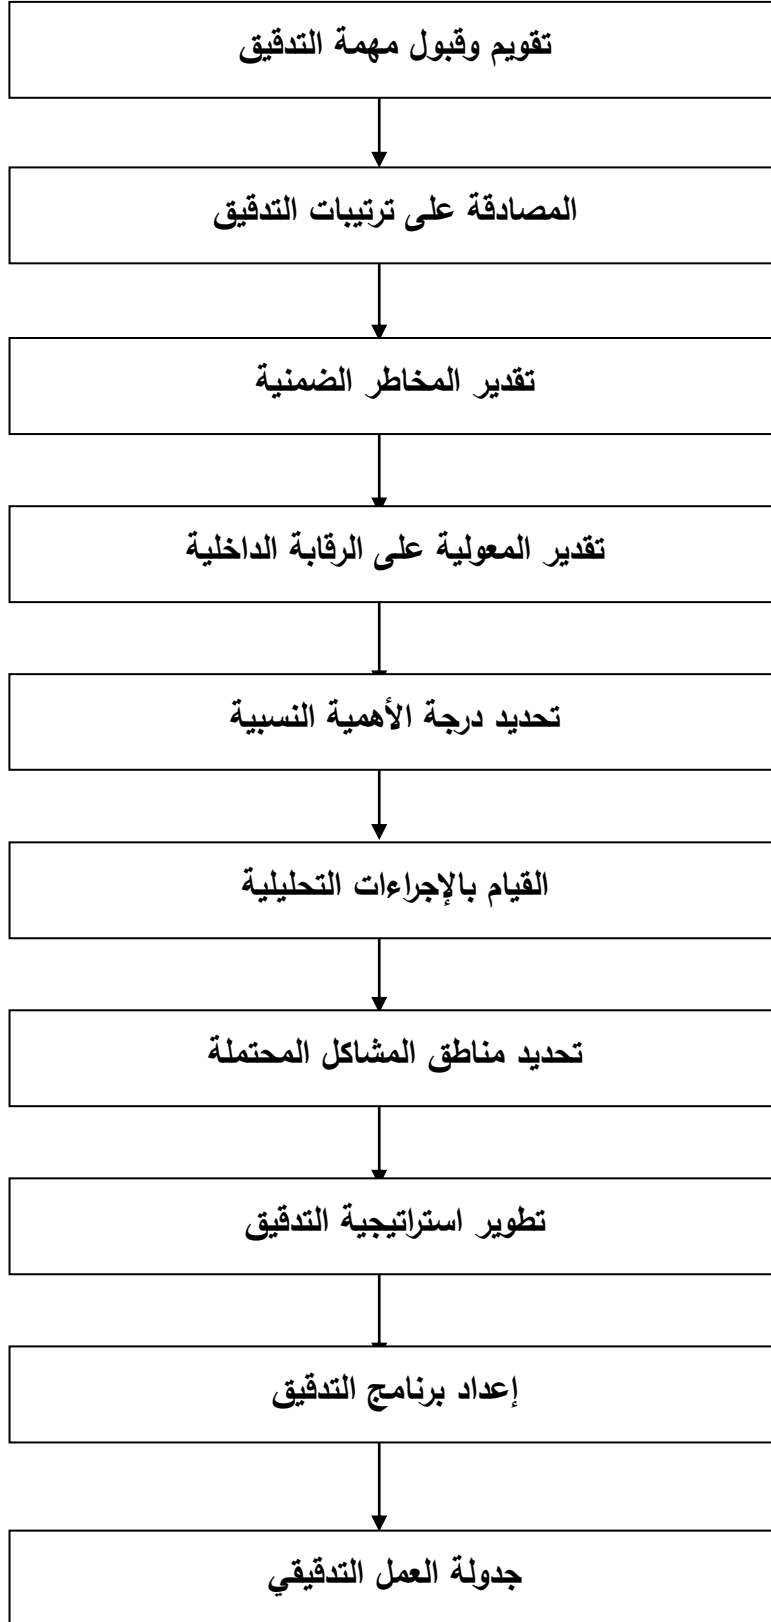 تقويم وقبول مهمة التدقيق
المصادقة على ترتيبات التدقيق
تقدير المخاطر الضمنية
تقدير المعولية على الرقابة الداخلية
تحديد درجة الأهمية النسبية
القيام بالإجراءات التحليلية
تحديد مناطق المشاكل المحتملة
تطوير استراتيجية التدقيق
إعداد برنامج التدقيق
جدولة العمل التدقيقي